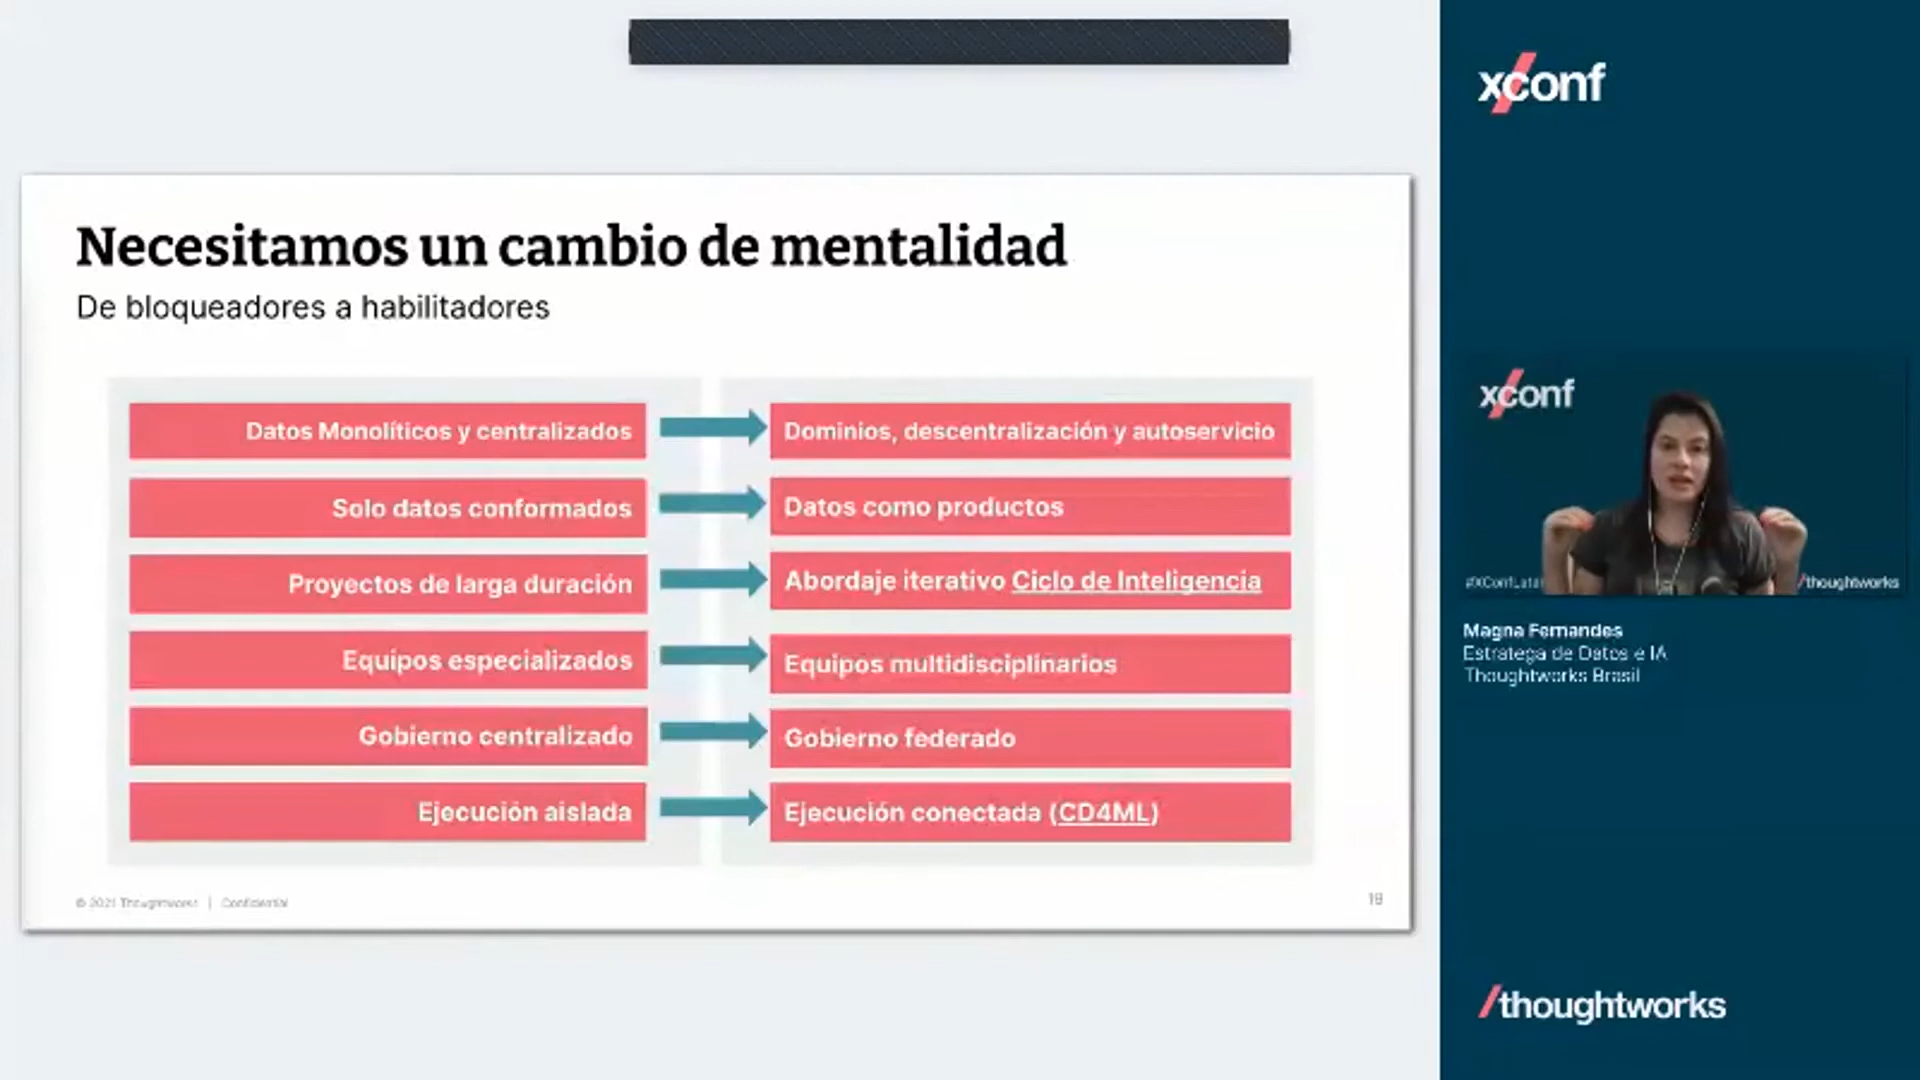 Necesitamos un cambio de mentalidad
De bloqueadores a habilitadores
Datos Monolíticos y centralizados
Dominios, descentralización y autoservicio
Solo datos conformados
Datos como productos
Proyectos de larga duración
Abordaje iterativo Ciclo de Inteligencia
Equipos especializados
Equipos multidisciplinarios
Gobierno centralizado
Gobierno federado
Ejecución aislada
Ejecución conectada (CD4ML)
© 2021 Thoughtworks | Confidential
19
xconf
xconf
#XConfLata
/thoughtworks
Magna Fernandes
Estratega de Datos e IA
Thoughtworks Brasil
/thoughtworks